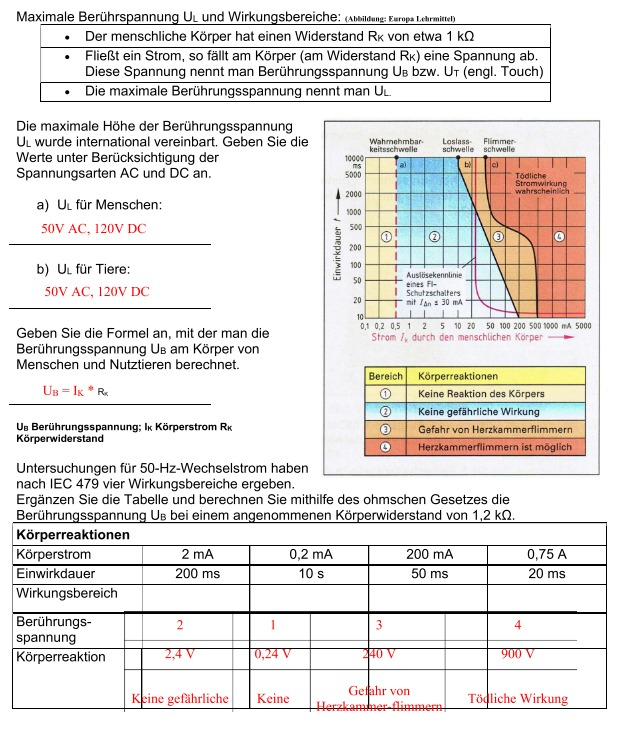 Maximale Berührspannung UL und Wirkungsbereiche: (Abbildung: Europa Lehrmittel)
• Der menschliche Körper hat einen Widerstand RK von etwa 1 kΩ
• Fließt ein Strom, so fällt am Körper (am Widerstand RK) eine Spannung ab.
Diese Spannung nennt man Berührungsspannung UB bzw. UT (engl. Touch)
• Die maximale Berührungsspannung nennt man UL.
Die maximale Höhe der Berührungsspannung
UL wurde international vereinbart. Geben Sie die
Werte unter Berücksichtigung der
Spannungsarten AC und DC an.
a) UL für Menschen:
50V AC, 120V DC
b) UL für Tiere:
50V AC, 120V DC
Geben Sie die Formel an, mit der man die
Berührungsspannung UB am Körper von
Menschen und Nutztieren berechnet.
UB = IK * RK
UB Berührungsspannung; IK Körperstrom RK
Körperwiderstand
Wahrnehmbar-
keitsschwelle
Loslass-
schwelle
Flimmer-
schwelle
10000
ms
5000
2000
1000
500
200
100
50
20
10
Einwirkdauer t
a)
b)
c)
Tödliche
Stromwirkung
wahrscheinlich
1
2
3
4
Auslösekennlinie
eines FI-
Schutzschalters
mit IΔn ≤ 30 mA
0,1 0,2 0,5 1 2 5 10 20 50 100 200 500 1000 mA 5000
Strom IK durch den menschlichen Körper
Bereich Körperreaktionen
1 Keine Reaktion des Körpers
2 Keine gefährliche Wirkung
3 Gefahr von Herzkammerflimmern
4 Herzkammerflimmern ist möglich
Untersuchungen für 50-Hz-Wechselstrom haben
nach IEC 479 vier Wirkungsbereiche ergeben.
Ergänzen Sie die Tabelle und berechnen Sie mithilfe des ohmschen Gesetzes die
Berührungsspannung UB bei einem angenommenen Körperwiderstand von 1,2 kΩ.
Körperreaktionen
Körperstrom 2 mA 0,2 mA 200 mA 0,75 A
Einwirkdauer 200 ms 10 s 50 ms 20 ms
Wirkungsbereich
Berührungs-
spannung
2 1 3 4
Körperreaktion 2,4 V 0,24 V 240 V 900 V
Keine gefährliche Keine Gefahr von Tödliche Wirkung
Herzkammer-flimmern